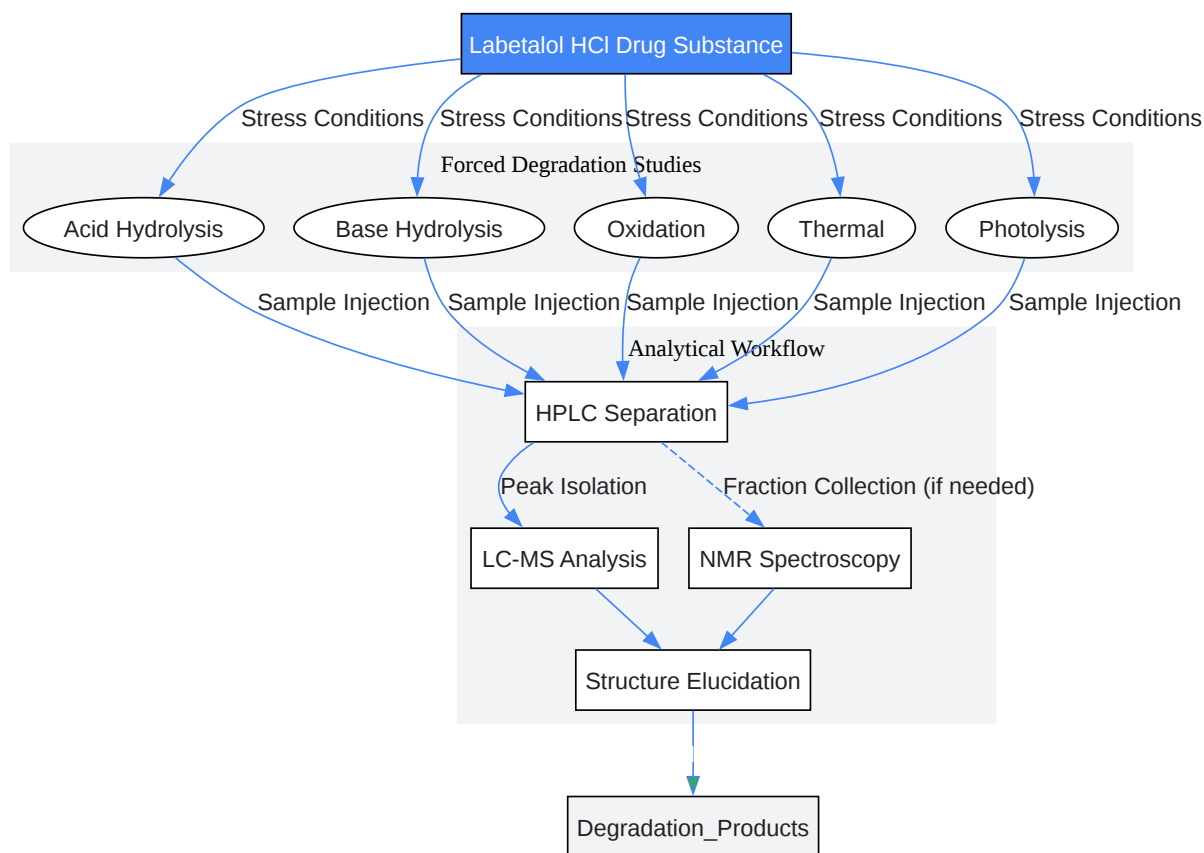 Labetalol HCl Drug Substance
Stress Conditions Stress Conditions Stress Conditions Stress Conditions Stress Conditions
Forced Degradation Studies
Acid Hydrolysis Base Hydrolysis Oxidation Thermal Photolysis
Sample Injection Sample Injection Sample Injection Sample Injection Sample Injection
Analytical Workflow
HPLC Separation
Peak Isolation Fraction Collection (if needed)
LC-MS Analysis NMR Spectroscopy
Structure Elucidation
Degradation_Products